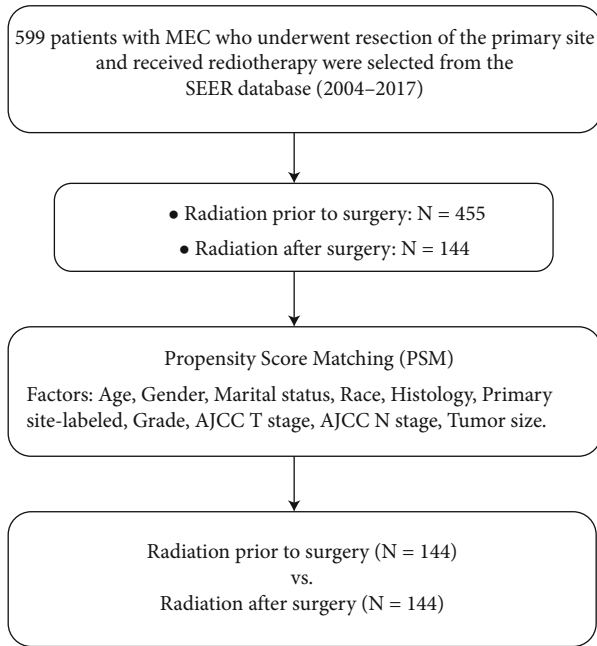 599 patients with MEC who underwent resection of the primary site
and received rediotherapy were selected from the
SEER database (2004–2017)
● Radiation prior to surgery: N = 455
● Radiation after surgery: N = 144
Propensity Score Matching (PSM)
Factors: Age, Gender, Marital status, Race, Histology, Primary
site-labeled, Grade, AJCC T stage, AJCC N stage, Tumor size.
Radiation prior to surgery (N = 144)
vs.
Radiation after surgery (N = 144)